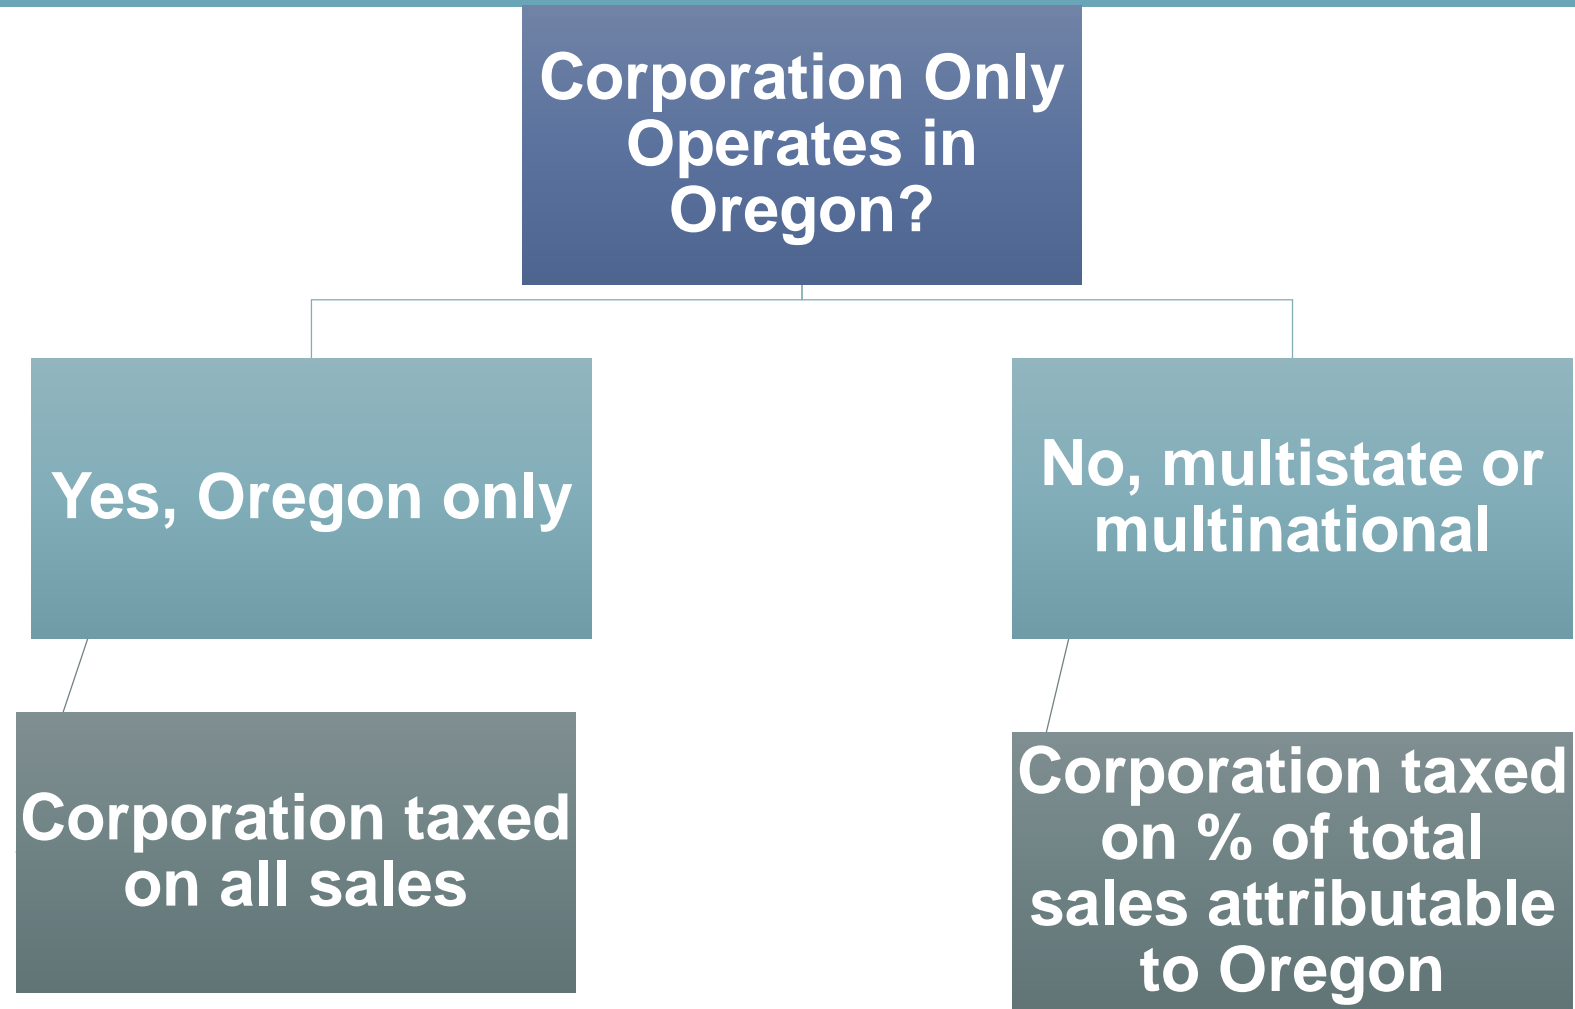 Corporation Only
Operates in
Oregon?
Yes, Oregon only
No, multistate or
multinational
Corporation taxed
on all sales
Corporation taxed
on % of total
sales attributable
to Oregon